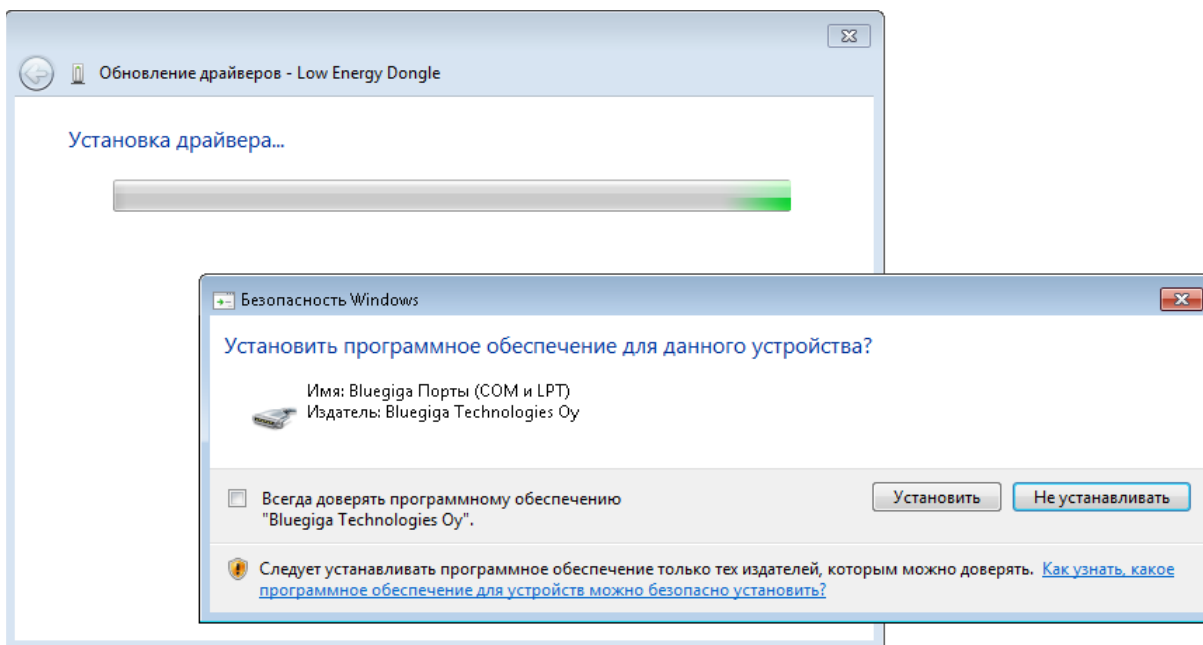 Обновление драйверов - Low Energy Dongle
Установка драйвера...
Безопасность Windows
Установить программное обеспечение для данного устройства?
Имя: Bluegiga Порты (COM и LPT)
Издатель: Bluegiga Technologies Oy
Всегда доверять программному обеспечению
"Bluegiga Technologies Oy".
Установить
Не устанавливать
Следует устанавливать программное обеспечение только тех издателей, которым можно доверять. Как узнать, какое
программное обеспечение для устройств можно безопасно установить?